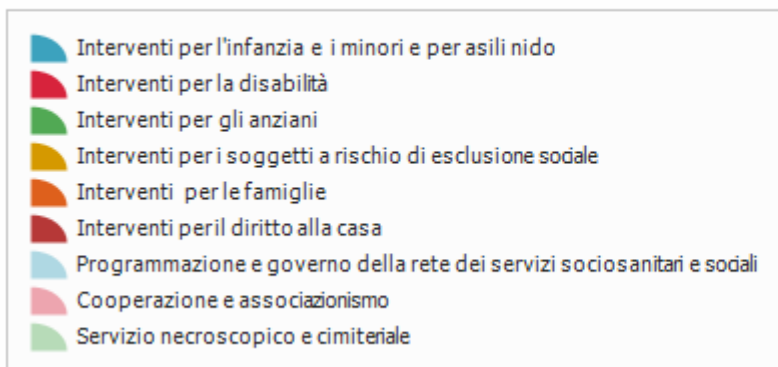 Interventi per l'infanzia e i minori e per asili nido
Interventi per la disabilità
Interventi per gli anziani
Interventi per i soggetti a rischio di esclusione sociale
Interventi per le famiglie
Interventi per il diritto alla casa
Programmazione e governo della rete dei servizi sociosanitari e sociali
Cooperazione e associazionismo
Servizio necroscopico e cimiteriale